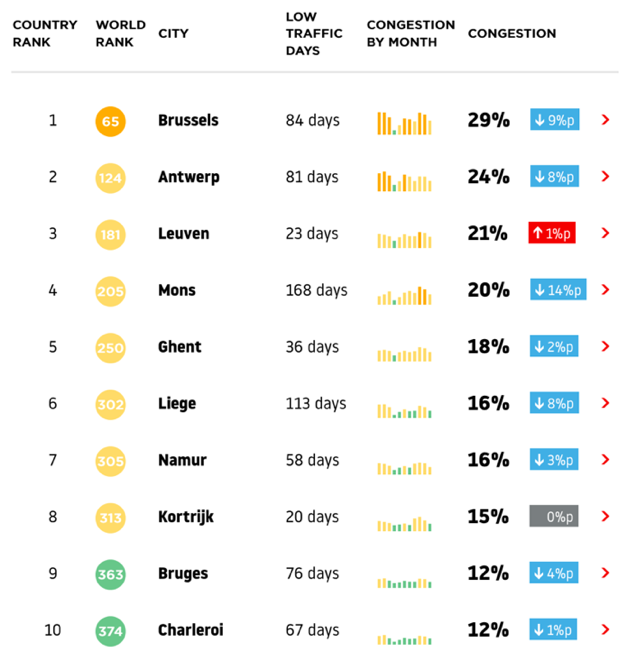 COUNTRY RANK WORLD RANK CITY LOW TRAFFIC DAYS CONGESTION BY MONTH CONGESTION
1 65 Brussels 84 days 29% ↓ 9%p >
2 124 Antwerp 81 days 24% ↓ 8%p >
3 181 Leuven 23 days 21% ↑ 1%p >
4 205 Mons 168 days 20% ↓ 14%p >
5 250 Ghent 36 days 18% ↓ 2%p >
6 302 Liege 113 days 16% ↓ 8%p >
7 305 Namur 58 days 16% ↓ 3%p >
8 313 Kortrijk 20 days 15% 0%p >
9 363 Bruges 76 days 12% ↓ 4%p >
10 374 Charleroi 67 days 12% ↓ 1%p >